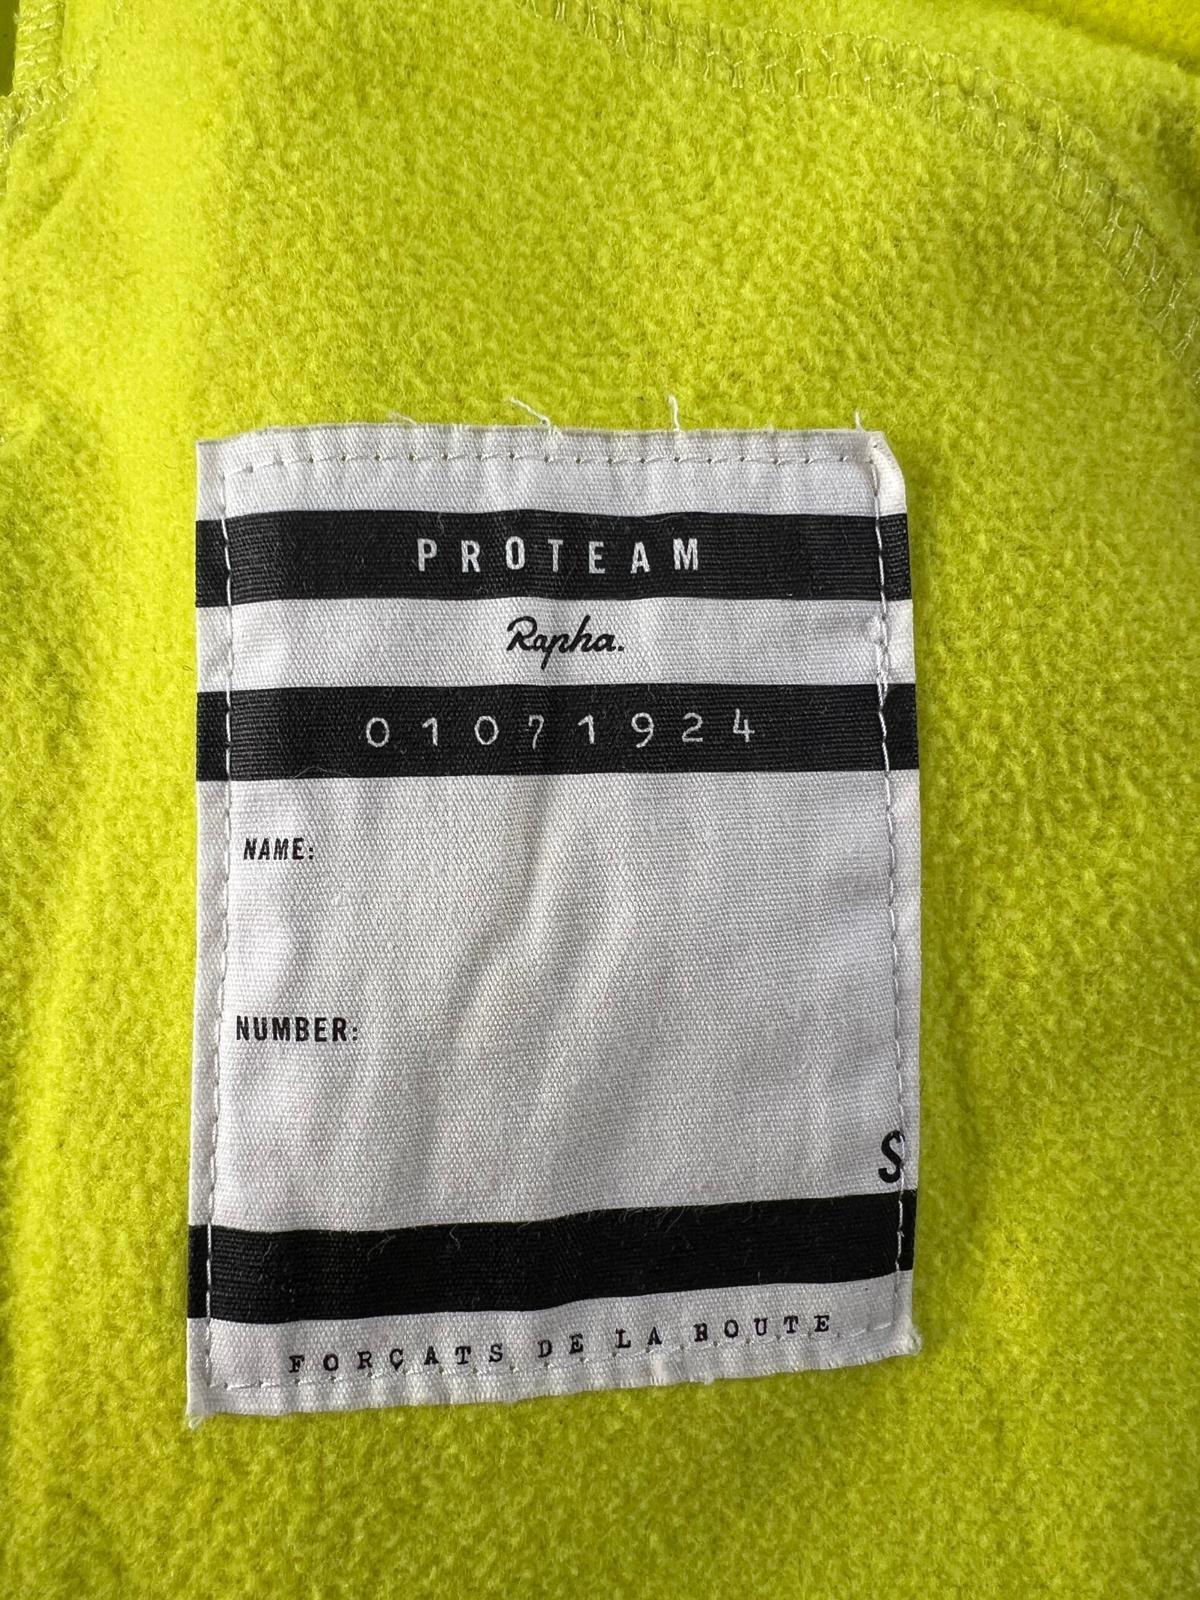 PROTEAM
Rapha.
01071924
NAME:
NUMBER:
S
FORÇATS DE LA ROUTE